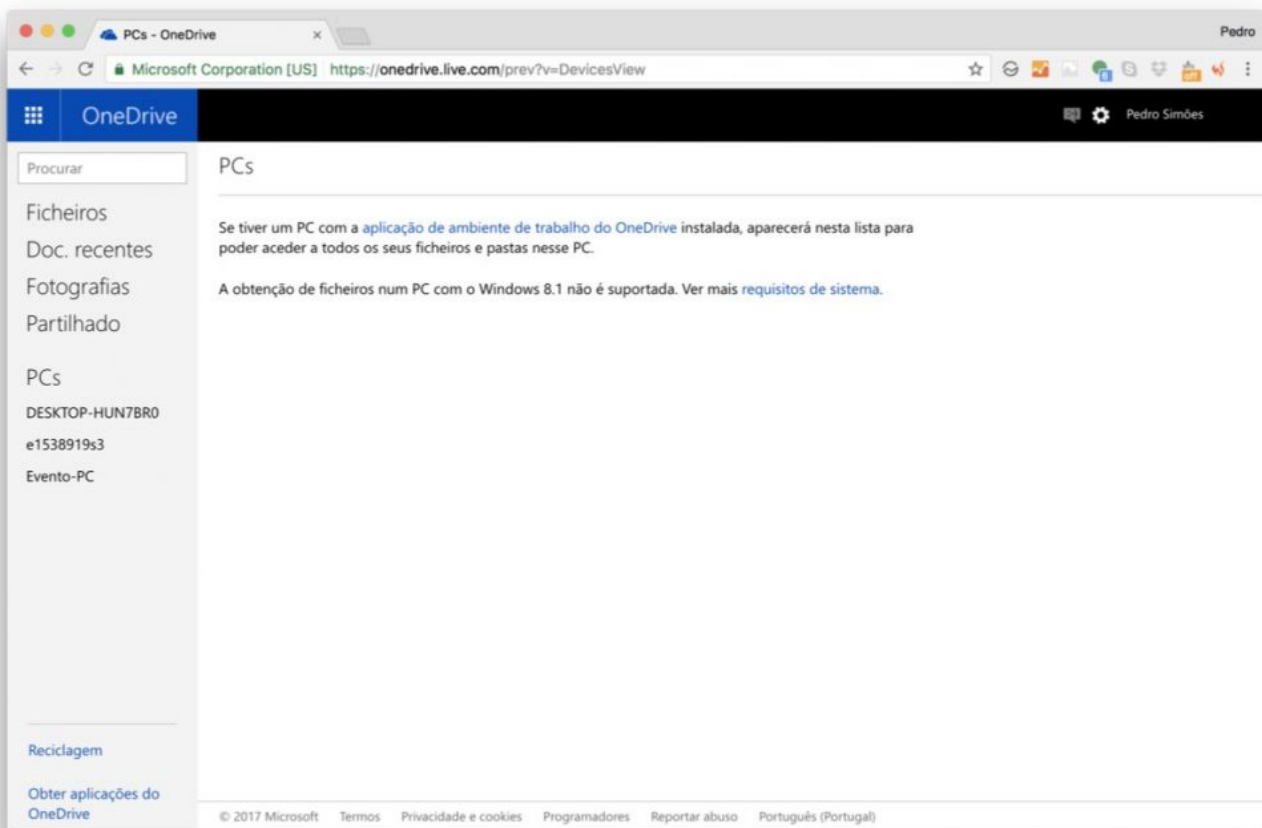 PCs - OneDrive
Pedro
Microsoft Corporation [US] https://onedrive.live.com/prev?v=DevicesView
OneDrive
Pedro Simões
Procurar
PCs
Ficheiros
Doc. recentes
Fotografias
Partilhado
PCs
DESKTOP-HUN7BR0
e1538919s3
Evento-PC
Se tiver um PC com a aplicação de ambiente de trabalho do OneDrive instalada, aparecerá nesta lista para
poder aceder a todos os seus ficheiros e pastas nesse PC.
A obtenção de ficheiros num PC com o Windows 8.1 não é suportada. Ver mais requisitos de sistema.
Reciclagem
Obter aplicações do
OneDrive
© 2017 Microsoft Termos Privacidade e cookies Programadores Reportar abuso Português (Portugal)